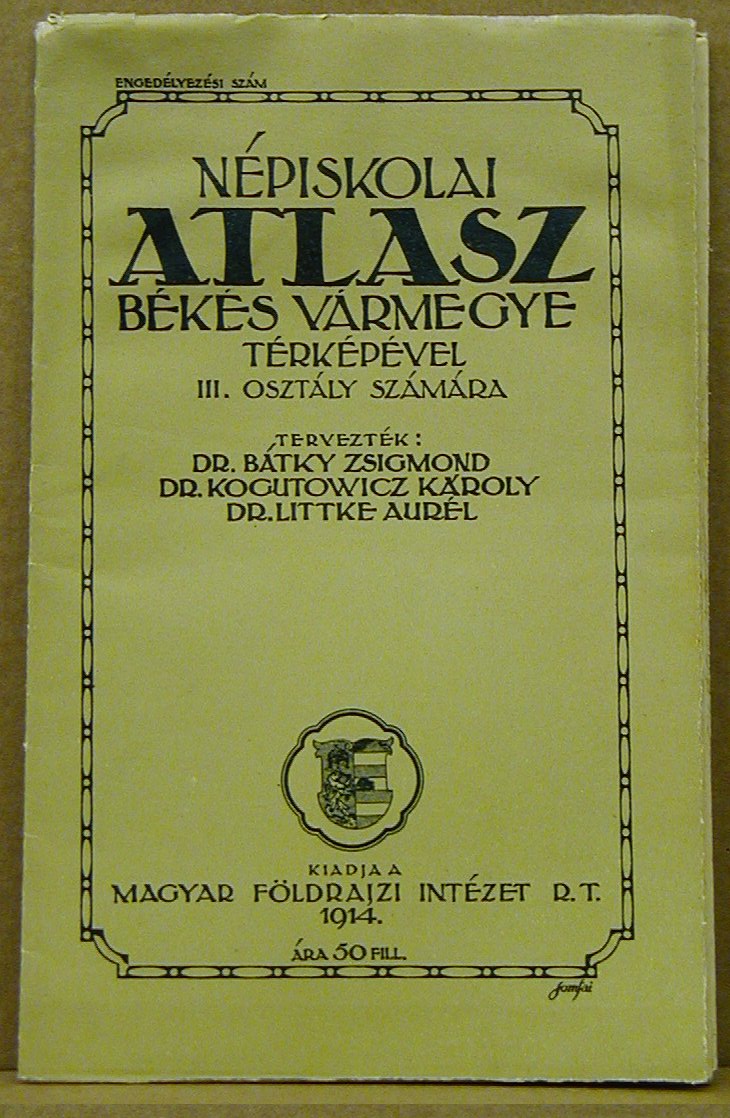 ENGEDÉLYEZÉSI SZÁM
NÉPISKOLAI
ATLASZ
BÉKÉS VÁRMEGYE
TÉRKÉPÉVEL
III. OSZTÁLY SZÁMÁRA
TERVEZTÉK:
DR. BÁTKY ZSIGMOND
DR. KOGUTOWICZ KÁROLY
DR. LITTKE AURÉL
KIADJA A
MAGYAR FÖLDRAJZI INTÉZET R.T.
1914.
ÁRA 50 FILL.